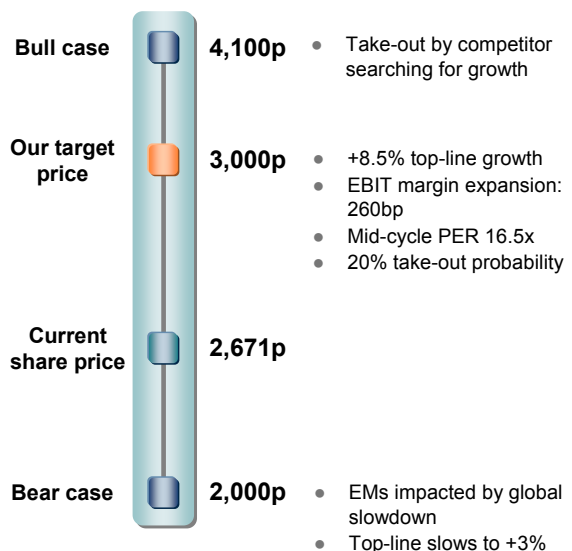 Bull case 4,100p • Take-out by competitor
searching for growth
Our target
price 3,000p • +8.5% top-line growth
• EBIT margin expansion:
260bp
• Mid-cycle PER 16.5x
• 20% take-out probability
Current
share price 2,671p
Bear case 2,000p • EMs impacted by global
slowdown
• Top-line slows to +3%